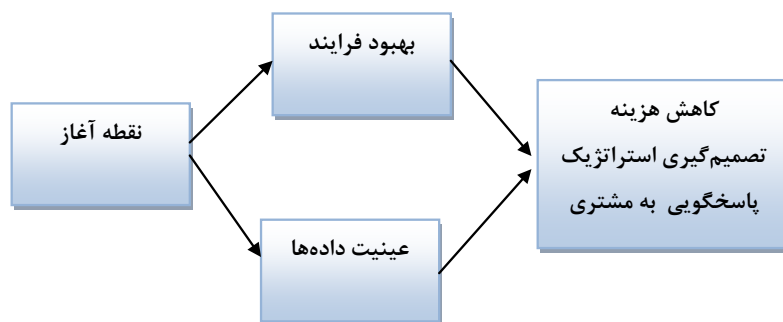 بهبود فرایند
نقطه آغاز
کاهش هزینه
تصمیم‌گیری استراتژیک
پاسخگویی به مشتری
عینیت داده‌ها